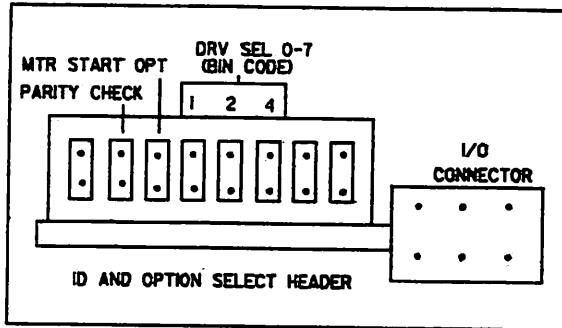 DRV SEL 0-7
(BIN CODE)
MTR START OPT
PARITY CHECK
1 2 4
I/O
CONNECTOR
ID AND OPTION SELECT HEADER